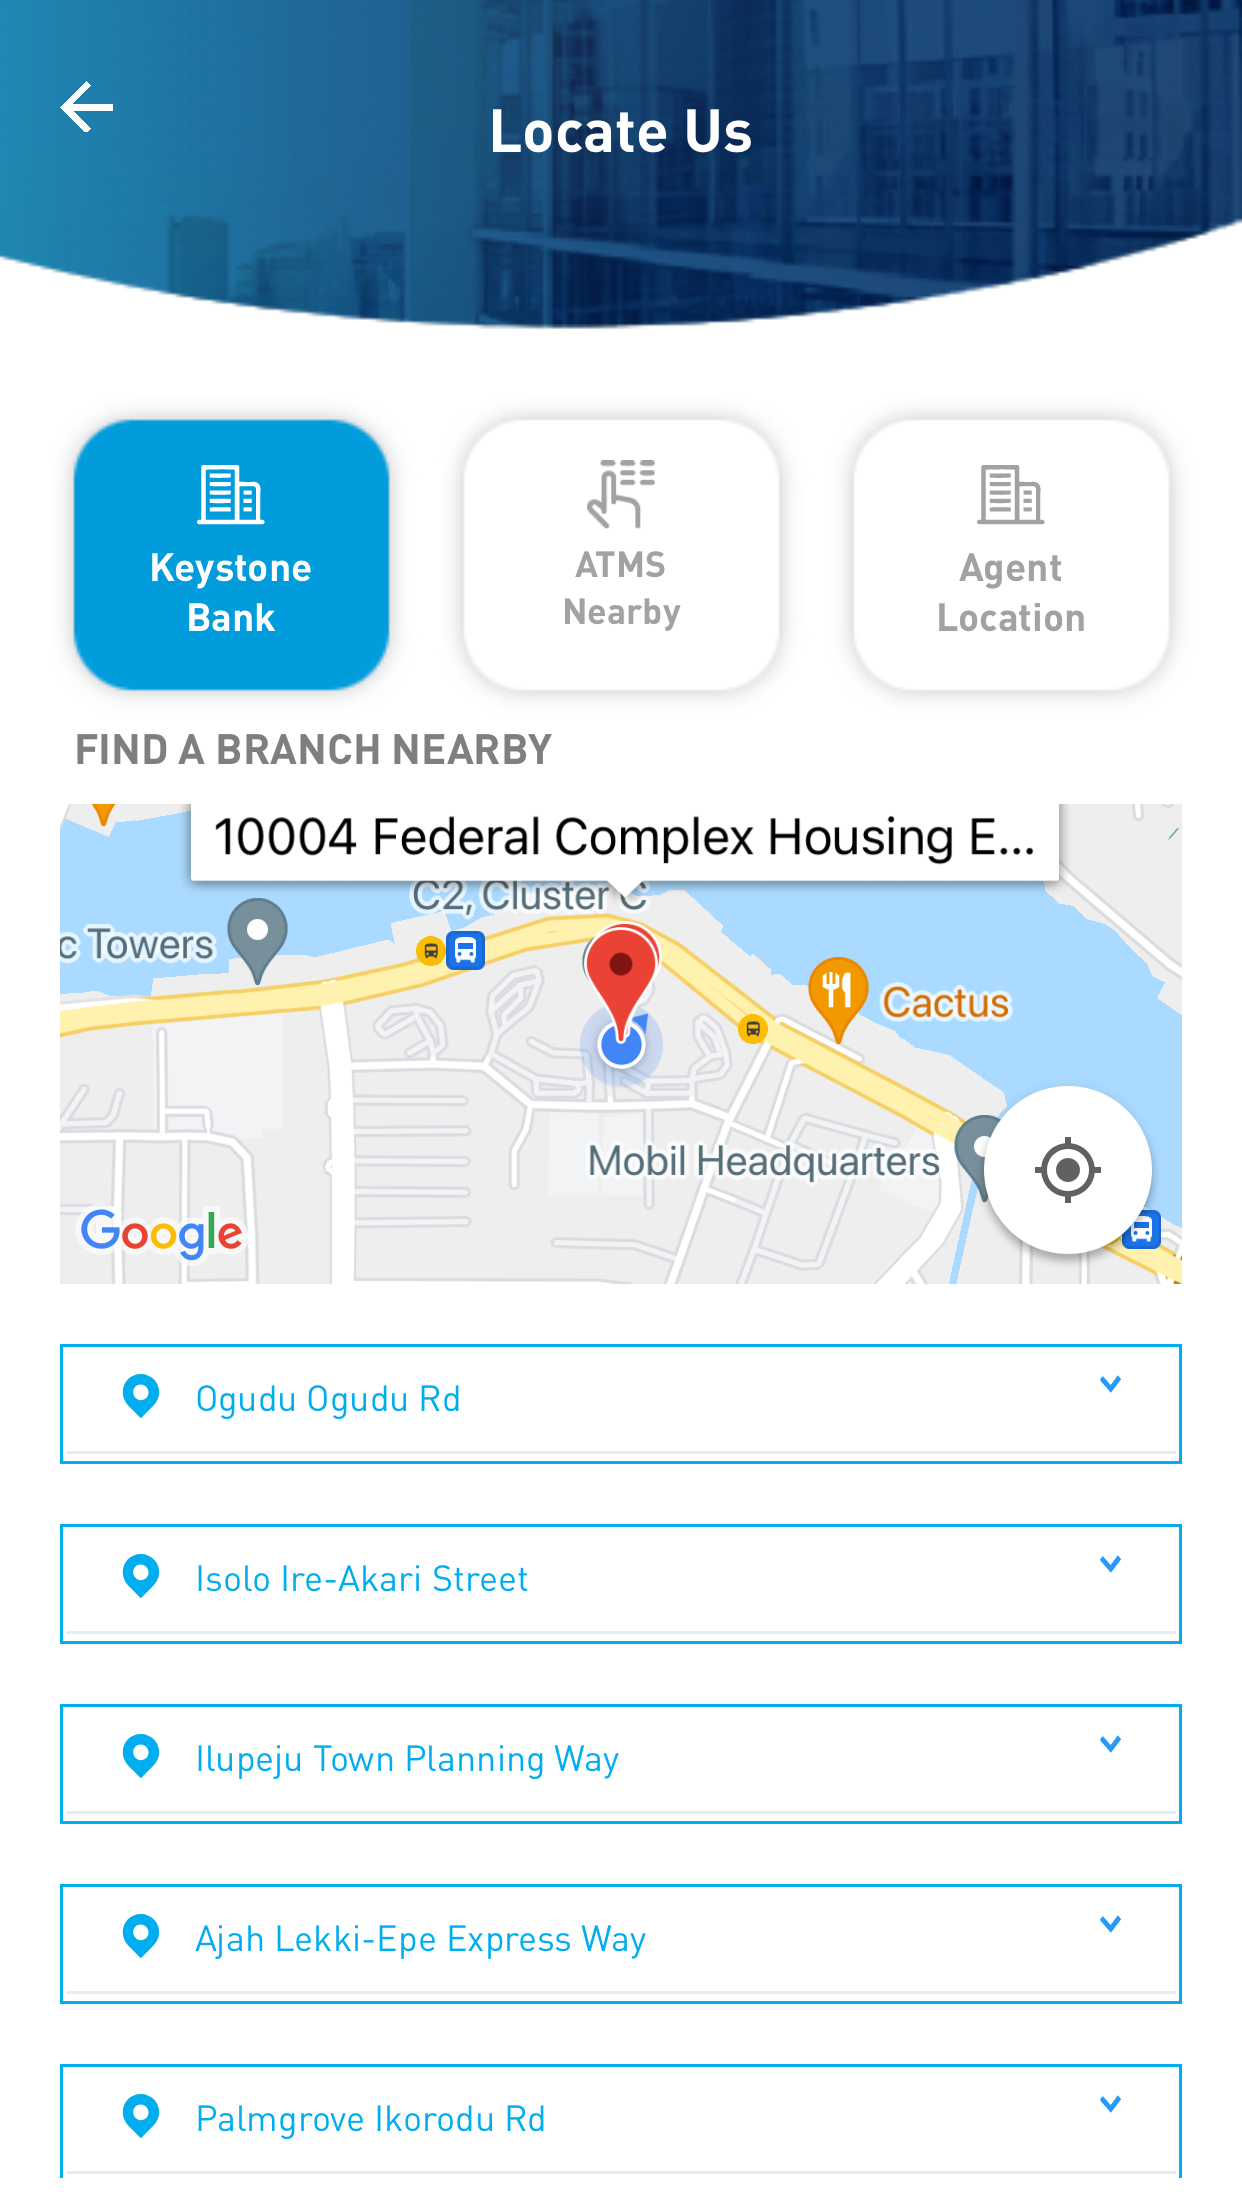 Locate Us
Keystone
Bank
ATMS
Nearby
Agent
Location
FIND A BRANCH NEARBY
10004 Federal Complex Housing E...
C2, Cluster C
c Towers
Cactus
Mobil Headquarters
Google
Ogudu Ogudu Rd
Isolo Ire-Akari Street
Ilupeju Town Planning Way
Ajah Lekki-Epe Express Way
Palmgrove Ikorodu Rd